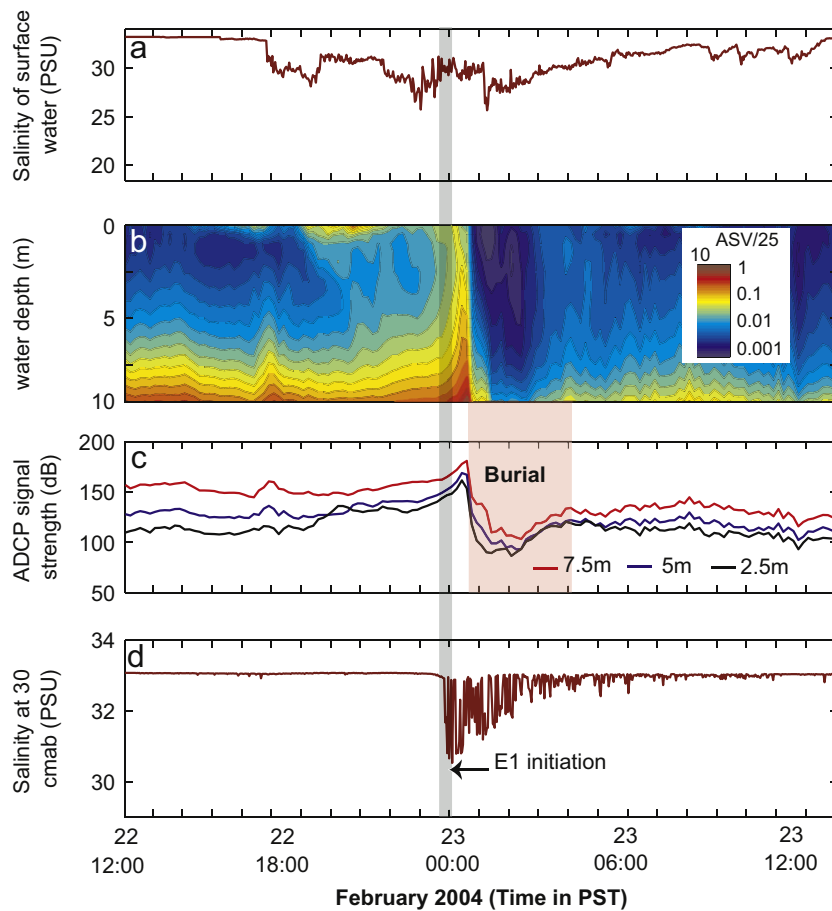 a
Salinity of surface
water (PSU)
30
25
20
b
water depth (m)
0
5
10
ASV/25
10
1
0.1
0.01
0.001
c
ADCP signal
strength (dB)
200
150
100
50
Burial
7.5m
5m
2.5m
d
Salinity at 30
cmab (PSU)
34
32
30
E1 initiation
22 22 23 23 23
12:00 18:00 00:00 06:00 12:00
February 2004 (Time in PST)